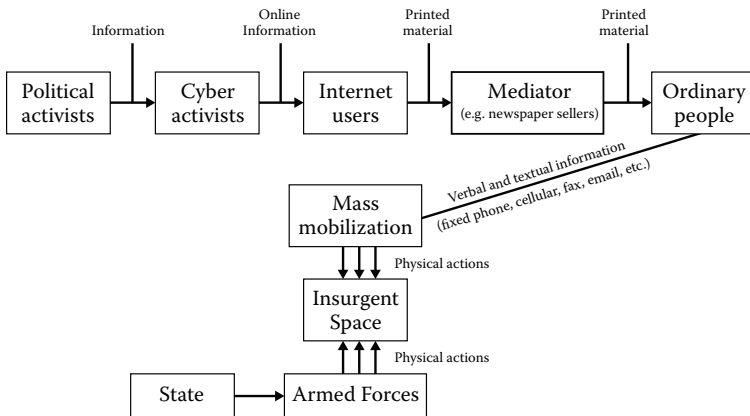 Information
Online
Information
Printed
material
Printed
material
Political
activists
Cyber
activists
Internet
users
Mediator
(e.g. newspaper sellers)
Ordinary
people
Verbal and textual information
(fixed phone, cellular, fax, email, etc.)
Mass
mobilization
Physical actions
Insurgent
Space
Physical actions
State
Armed Forces